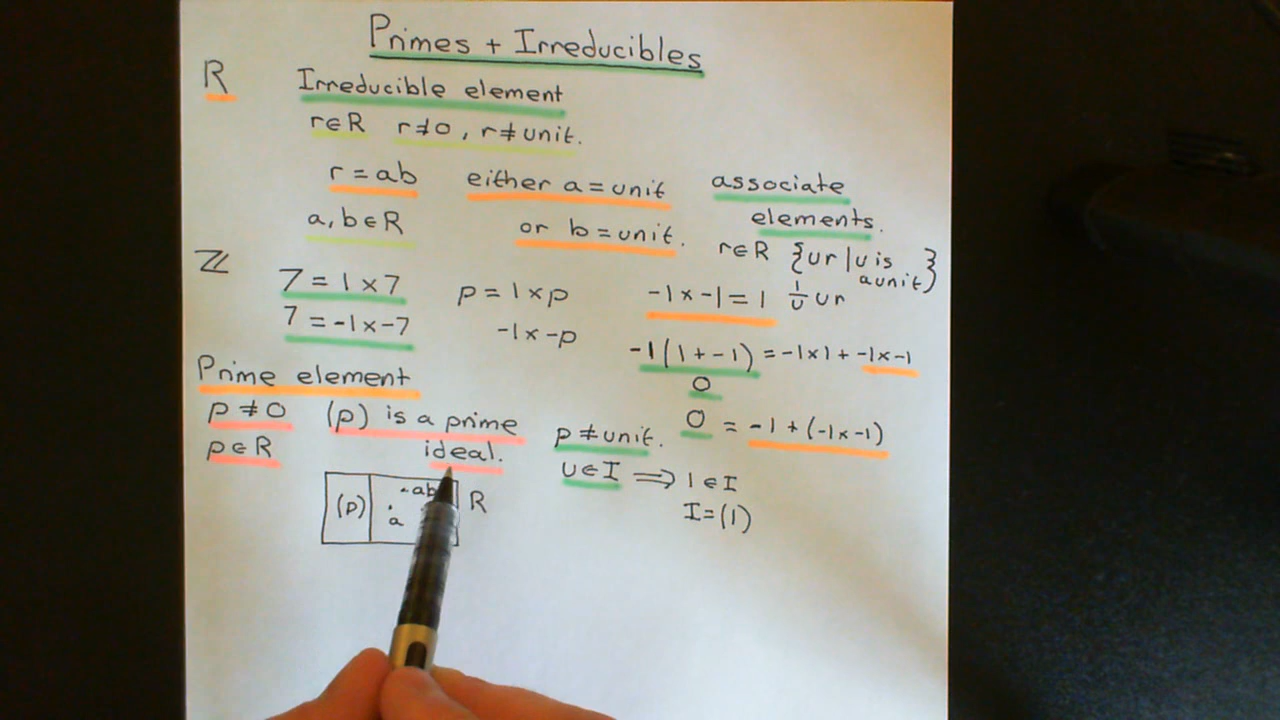 Primes + Irreducibles
R Irreducible element
r∈R r≠0, r≠unit.
r = ab either a = unit
a, b ∈ R or b = unit.
associate
elements.
r∈R {ur | u is
a unit}
ℤ 7 = 1 × 7
7 = -1 × -7
p = 1 × p
-1 × -p
-1 × -1 = 1 1/u ur
-1(1 + -1) = -1×1 + -1×-1
0
0 = -1 + (-1×-1)
Prime element
p ≠ 0 (p) is a prime
p∈R ideal.
p ≠ unit.
u∈I ⟹ 1∈I
I = (1)
(p) ·ab R
·a